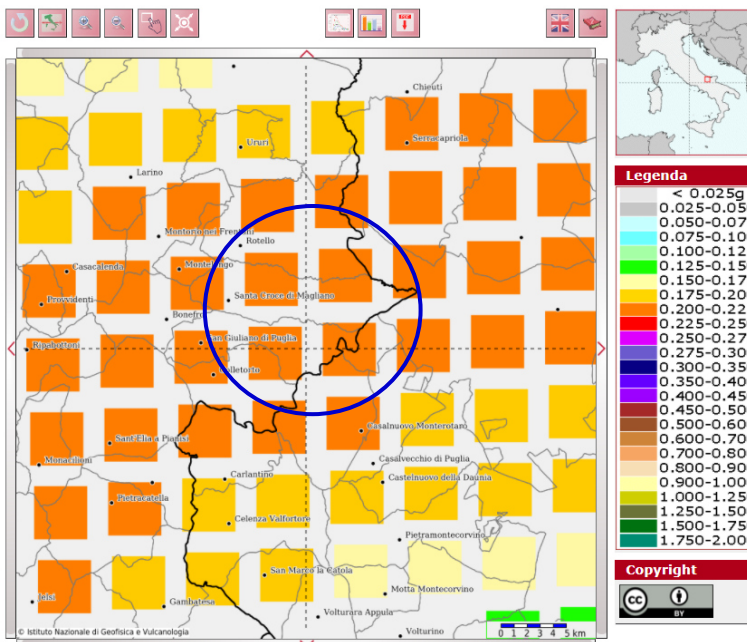 Chieuti
Serracapriola
Ururi
Larino
Montorio nei Frentani
Rotello
Casacalenda
Montelongo
Provvidenti
Santa Croce di Magliano
Bonefro
San Giuliano di Puglia
Ripabottoni
Colletorto
Casalnuovo Monterotaro
Sant'Elia a Pianisi
Monacilioni
Casalvecchio di Puglia
Carlantino
Castelnuovo della Daunia
Pietracatella
Celenza Valfortore
Pietramontecorvino
San Marco la Catola
Motta Montecorvino
Jelsi
Gambatesa
Volturara Appula
Volturino
© Istituto Nazionale di Geofisica e Vulcanologia
0 1 2 3 4 5 km
Legenda
< 0.025g
0.025-0.05
0.050-0.07
0.075-0.10
0.100-0.12
0.125-0.15
0.150-0.17
0.175-0.20
0.200-0.22
0.225-0.25
0.250-0.27
0.275-0.30
0.300-0.35
0.350-0.40
0.400-0.45
0.450-0.50
0.500-0.60
0.600-0.70
0.700-0.80
0.800-0.90
0.900-1.00
1.000-1.25
1.250-1.50
1.500-1.75
1.750-2.00
Copyright
cc
BY